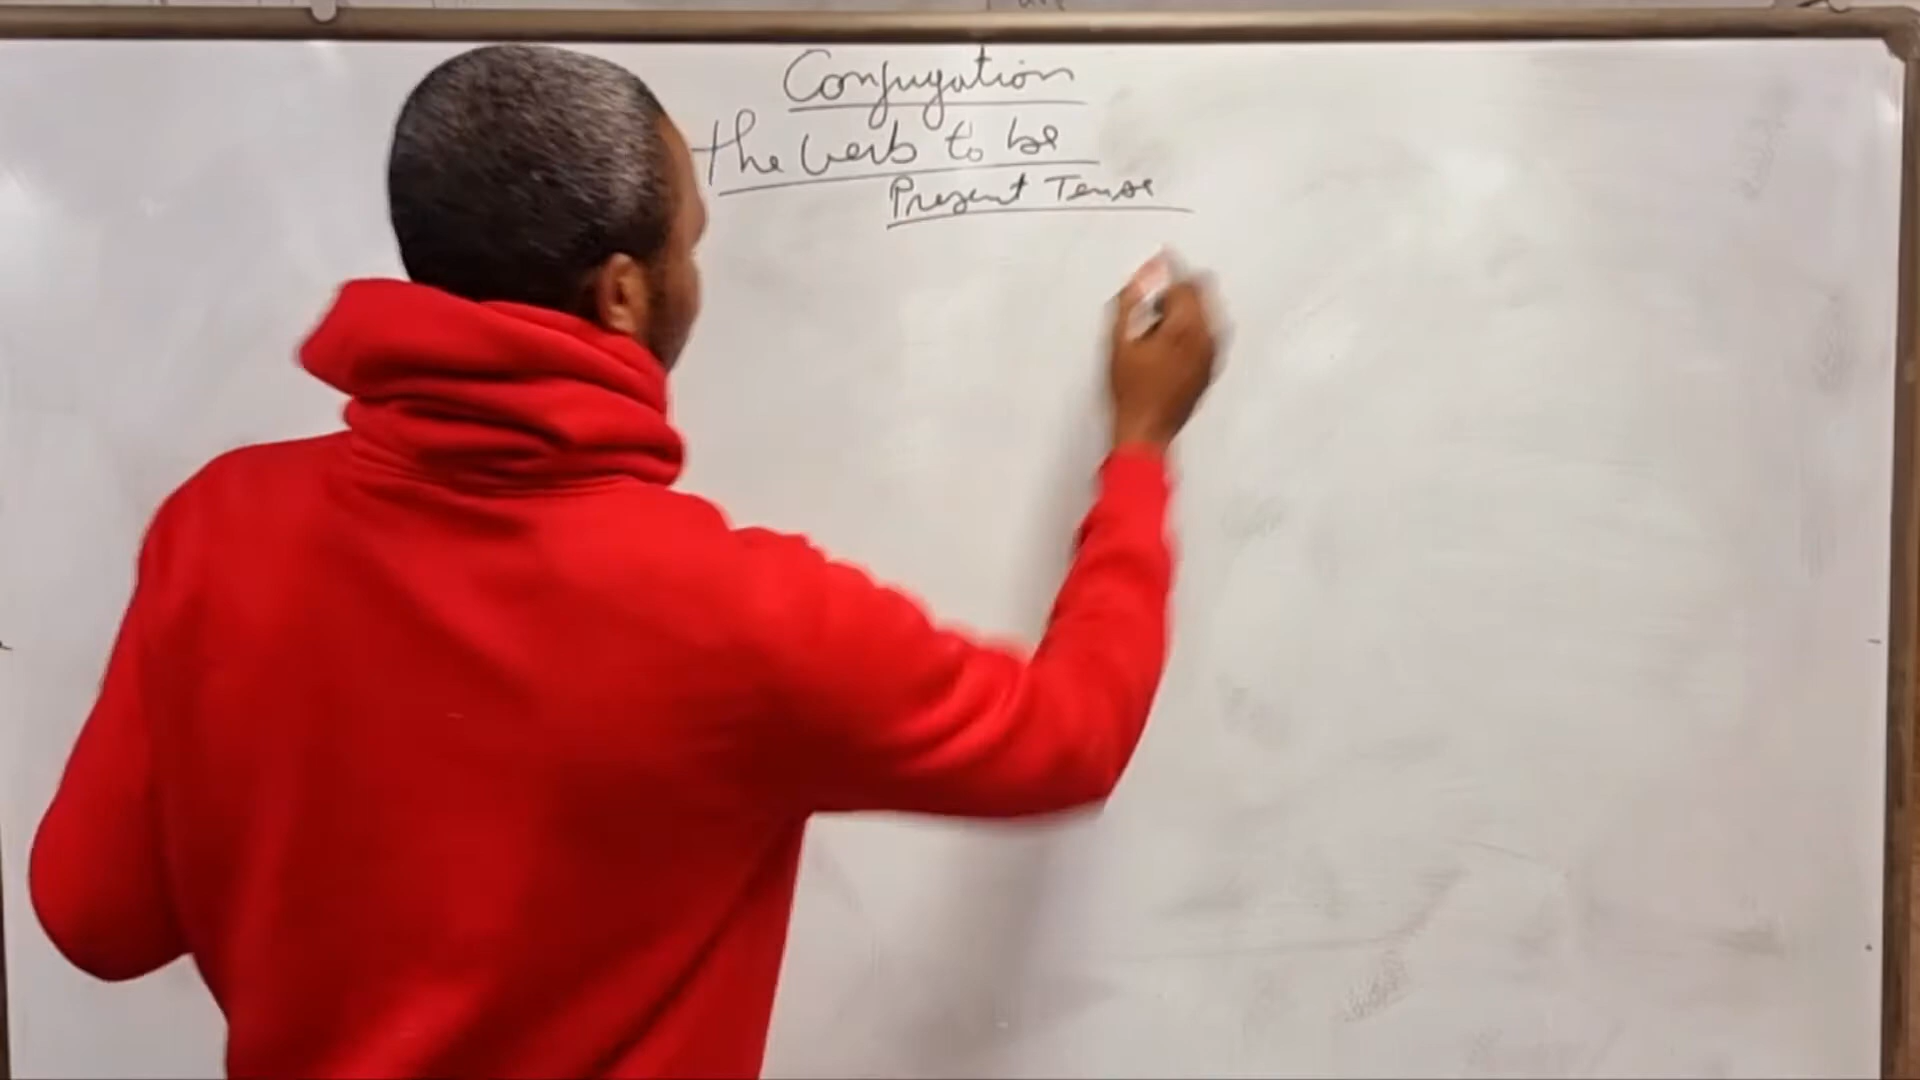 Conjugation
the verb to be
Present Tense